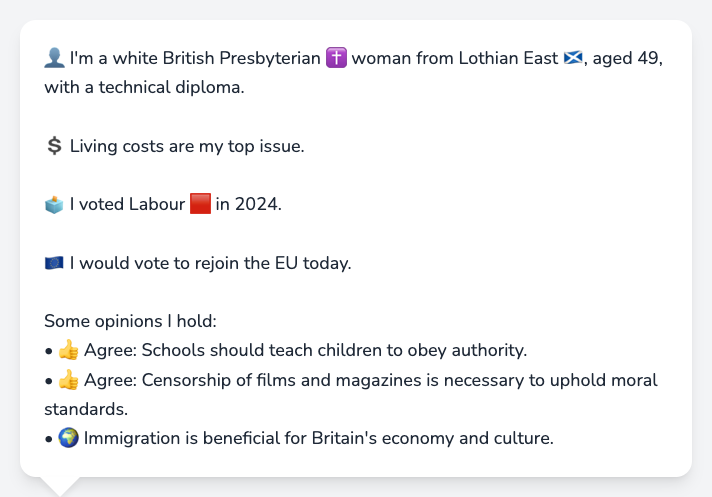 👤 I'm a white British Presbyterian ✝️ woman from Lothian East 🏴󠁧󠁢󠁳󠁣󠁴󠁿, aged 49,
with a technical diploma.
💲 Living costs are my top issue.
🗳️ I voted Labour 🟥 in 2024.
🇪🇺 I would vote to rejoin the EU today.
Some opinions I hold:
• 👍 Agree: Schools should teach children to obey authority.
• 👍 Agree: Censorship of films and magazines is necessary to uphold moral
standards.
• 🌍 Immigration is beneficial for Britain's economy and culture.